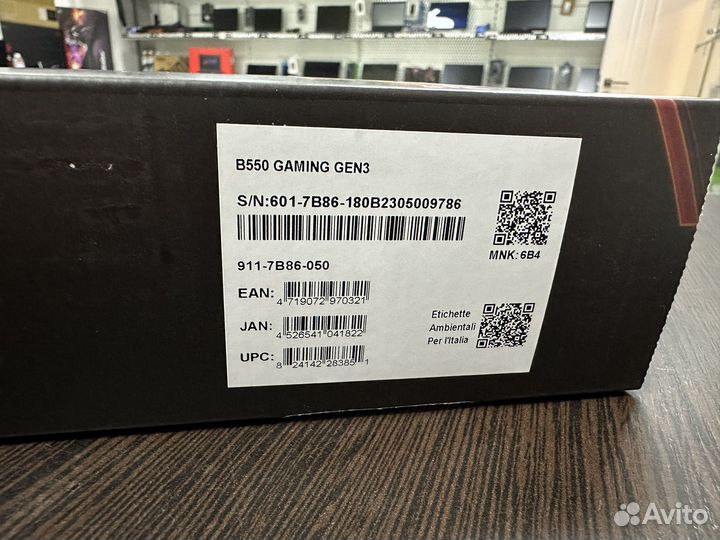 B550 GAMING GEN3
S/N:601-7B86-180B2305009786
MNK: 6B4
911-7B86-050
EAN:
4 719072 970321
JAN:
4 526541 041822
UPC:
8 24142 28385 1
Etichette
Ambientali
Per l'Italia
Avito